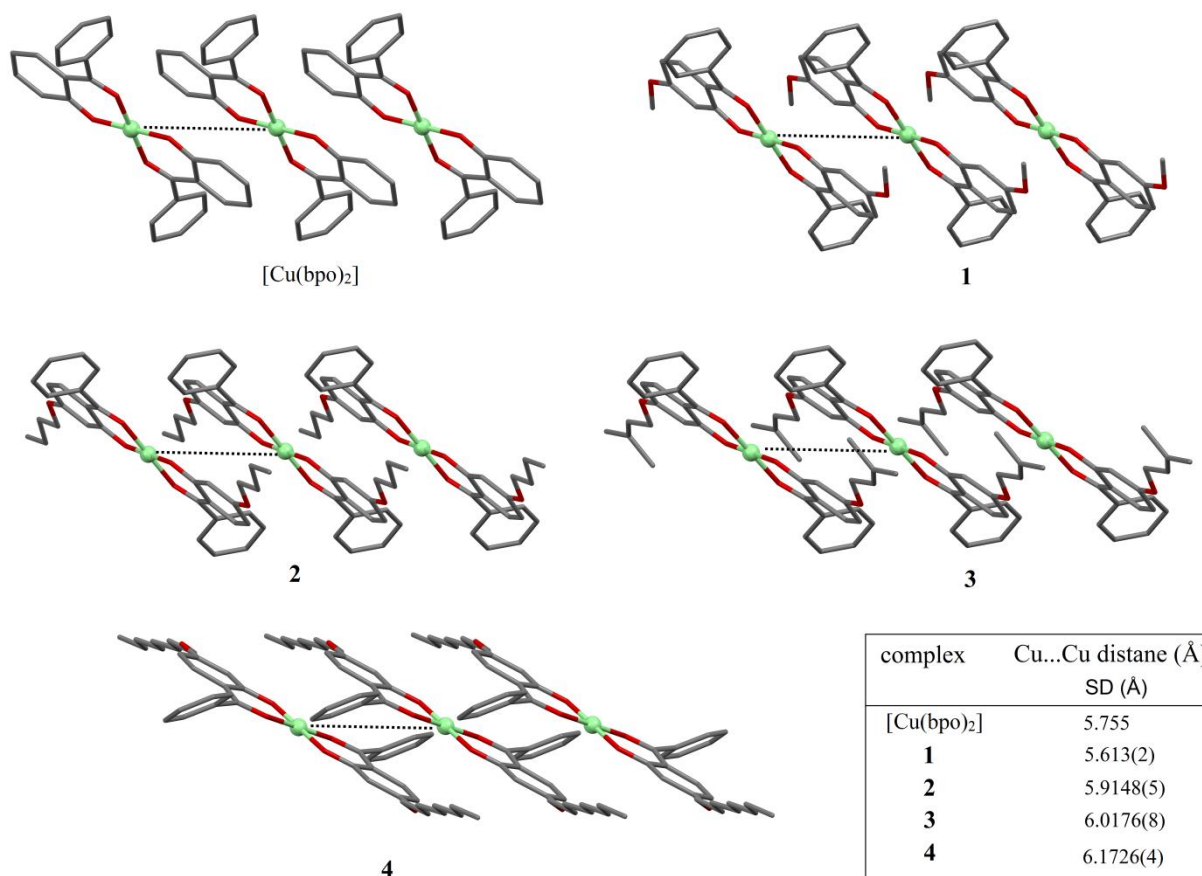 [Cu(bpo)₂]
1
2
3
4
complex Cu...Cu distane (Å)
SD (Å)
[Cu(bpo)₂] 5.755
1 5.613(2)
2 5.9148(5)
3 6.0176(8)
4 6.1726(4)